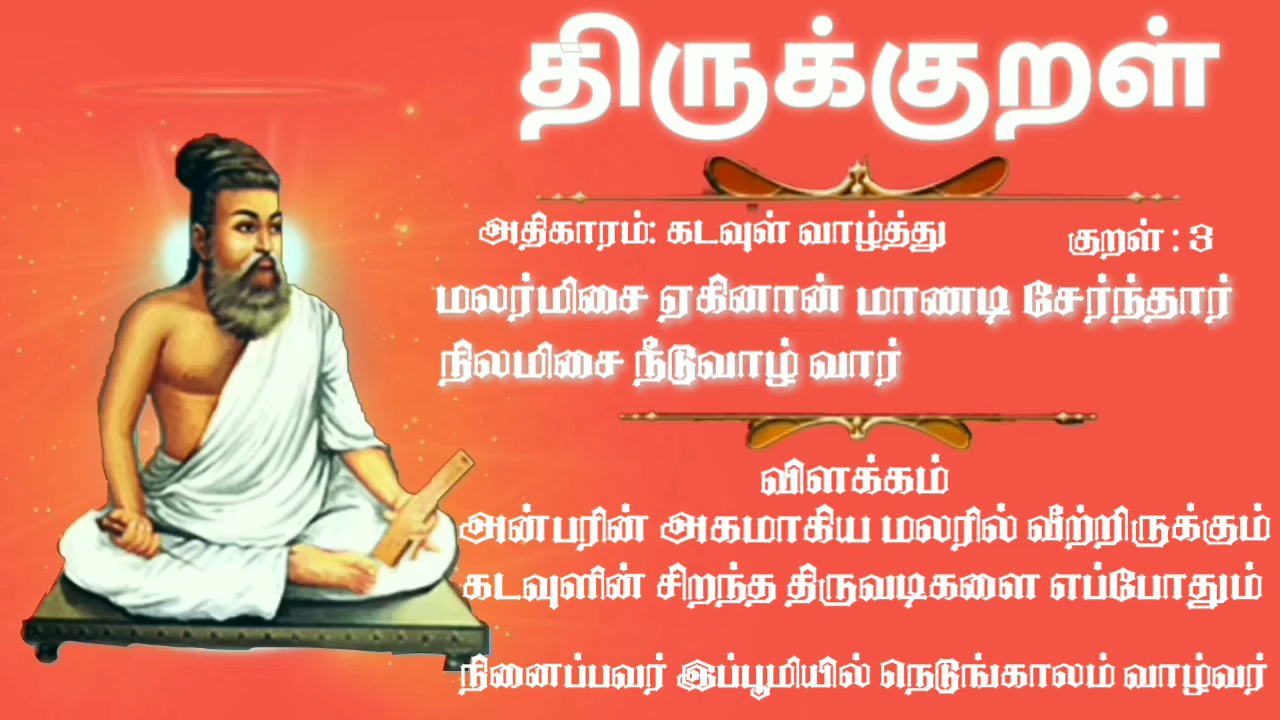 திருக்குறள்
அதிகாரம்: கடவுள் வாழ்த்து குறள் : 3
மலர்மிசை ஏகினான் மாணடி சேர்ந்தார்
நிலமிசை நீடுவாழ் வார்
விளக்கம்
அன்பரின் அகமாகிய மலரில் வீற்றிருக்கும்
கடவுளின் சிறந்த திருவடிகளை எப்போதும்
நினைப்பவர் இப்பூமியில் நெடுங்காலம் வாழ்வர்